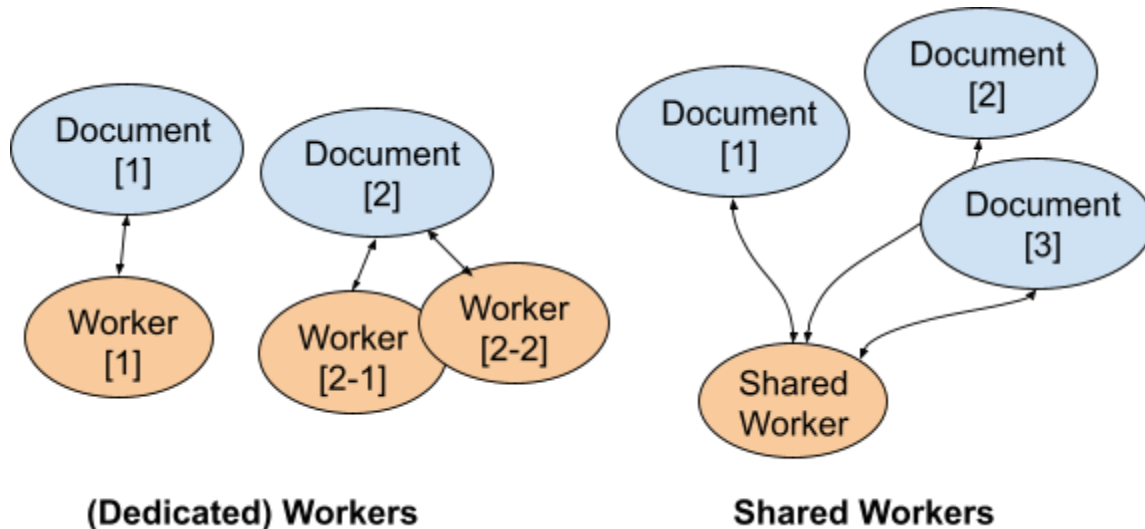 Document
[1]
Worker
[1]
Document
[2]
Worker
[2-1]
Worker
[2-2]
(Dedicated) Workers
Document
[1]
Document
[2]
Document
[3]
Shared
Worker
Shared Workers